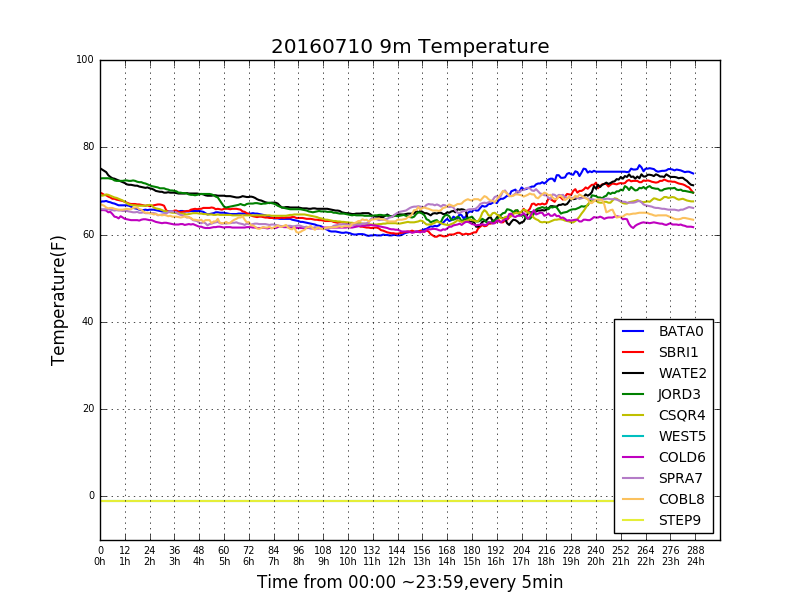 20160710 9m Temperature
Temperature(F)
100
80
60
40
20
0
BATA0
SBRI1
WATE2
JORD3
CSQR4
WEST5
COLD6
SPRA7
COBL8
STEP9
0 12 24 36 48 60 72 84 96 108 120 132 144 156 168 180 192 204 216 228 240 252 264 276 288
0h 1h 2h 3h 4h 5h 6h 7h 8h 9h 10h 11h 12h 13h 14h 15h 16h 17h 18h 19h 20h 21h 22h 23h 24h
Time from 00:00 ~23:59,every 5min